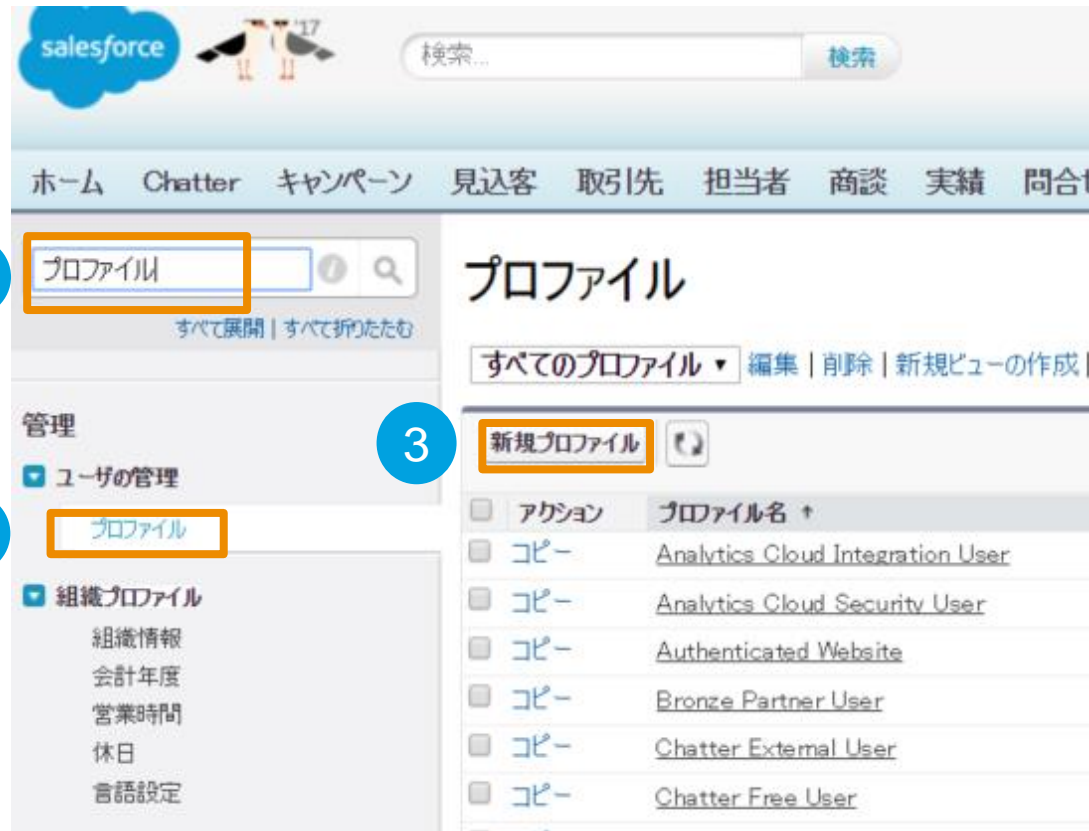 salesforce
'17
検索...
検索
ホーム Chatter キャンペーン 見込客 取引先 担当者 商談 実績 問合せ
プロファイル
すべて展開 | すべて折りたたむ
管理
ユーザの管理
プロファイル
組織プロファイル
組織情報
会計年度
営業時間
休日
言語設定
プロファイル
すべてのプロファイル ▼ 編集 | 削除 | 新規ビューの作成 |
3
新規プロファイル
アクション プロファイル名 ↑
コピー Analytics Cloud Integration User
コピー Analytics Cloud Security User
コピー Authenticated Website
コピー Bronze Partner User
コピー Chatter External User
コピー Chatter Free User